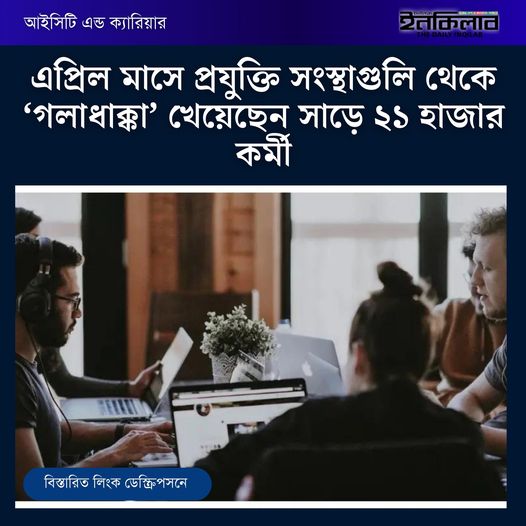 আইসিটি এন্ড ক্যারিয়ার
ইনকিলাব
THE DAILY INQILAB
এপ্রিল মাসে প্রযুক্তি সংস্থাগুলি থেকে
‘গলাধাক্কা’ খেয়েছেন সাড়ে ২১ হাজার
কর্মী
বিস্তারিত লিংক ডেস্ক্রিপসনে